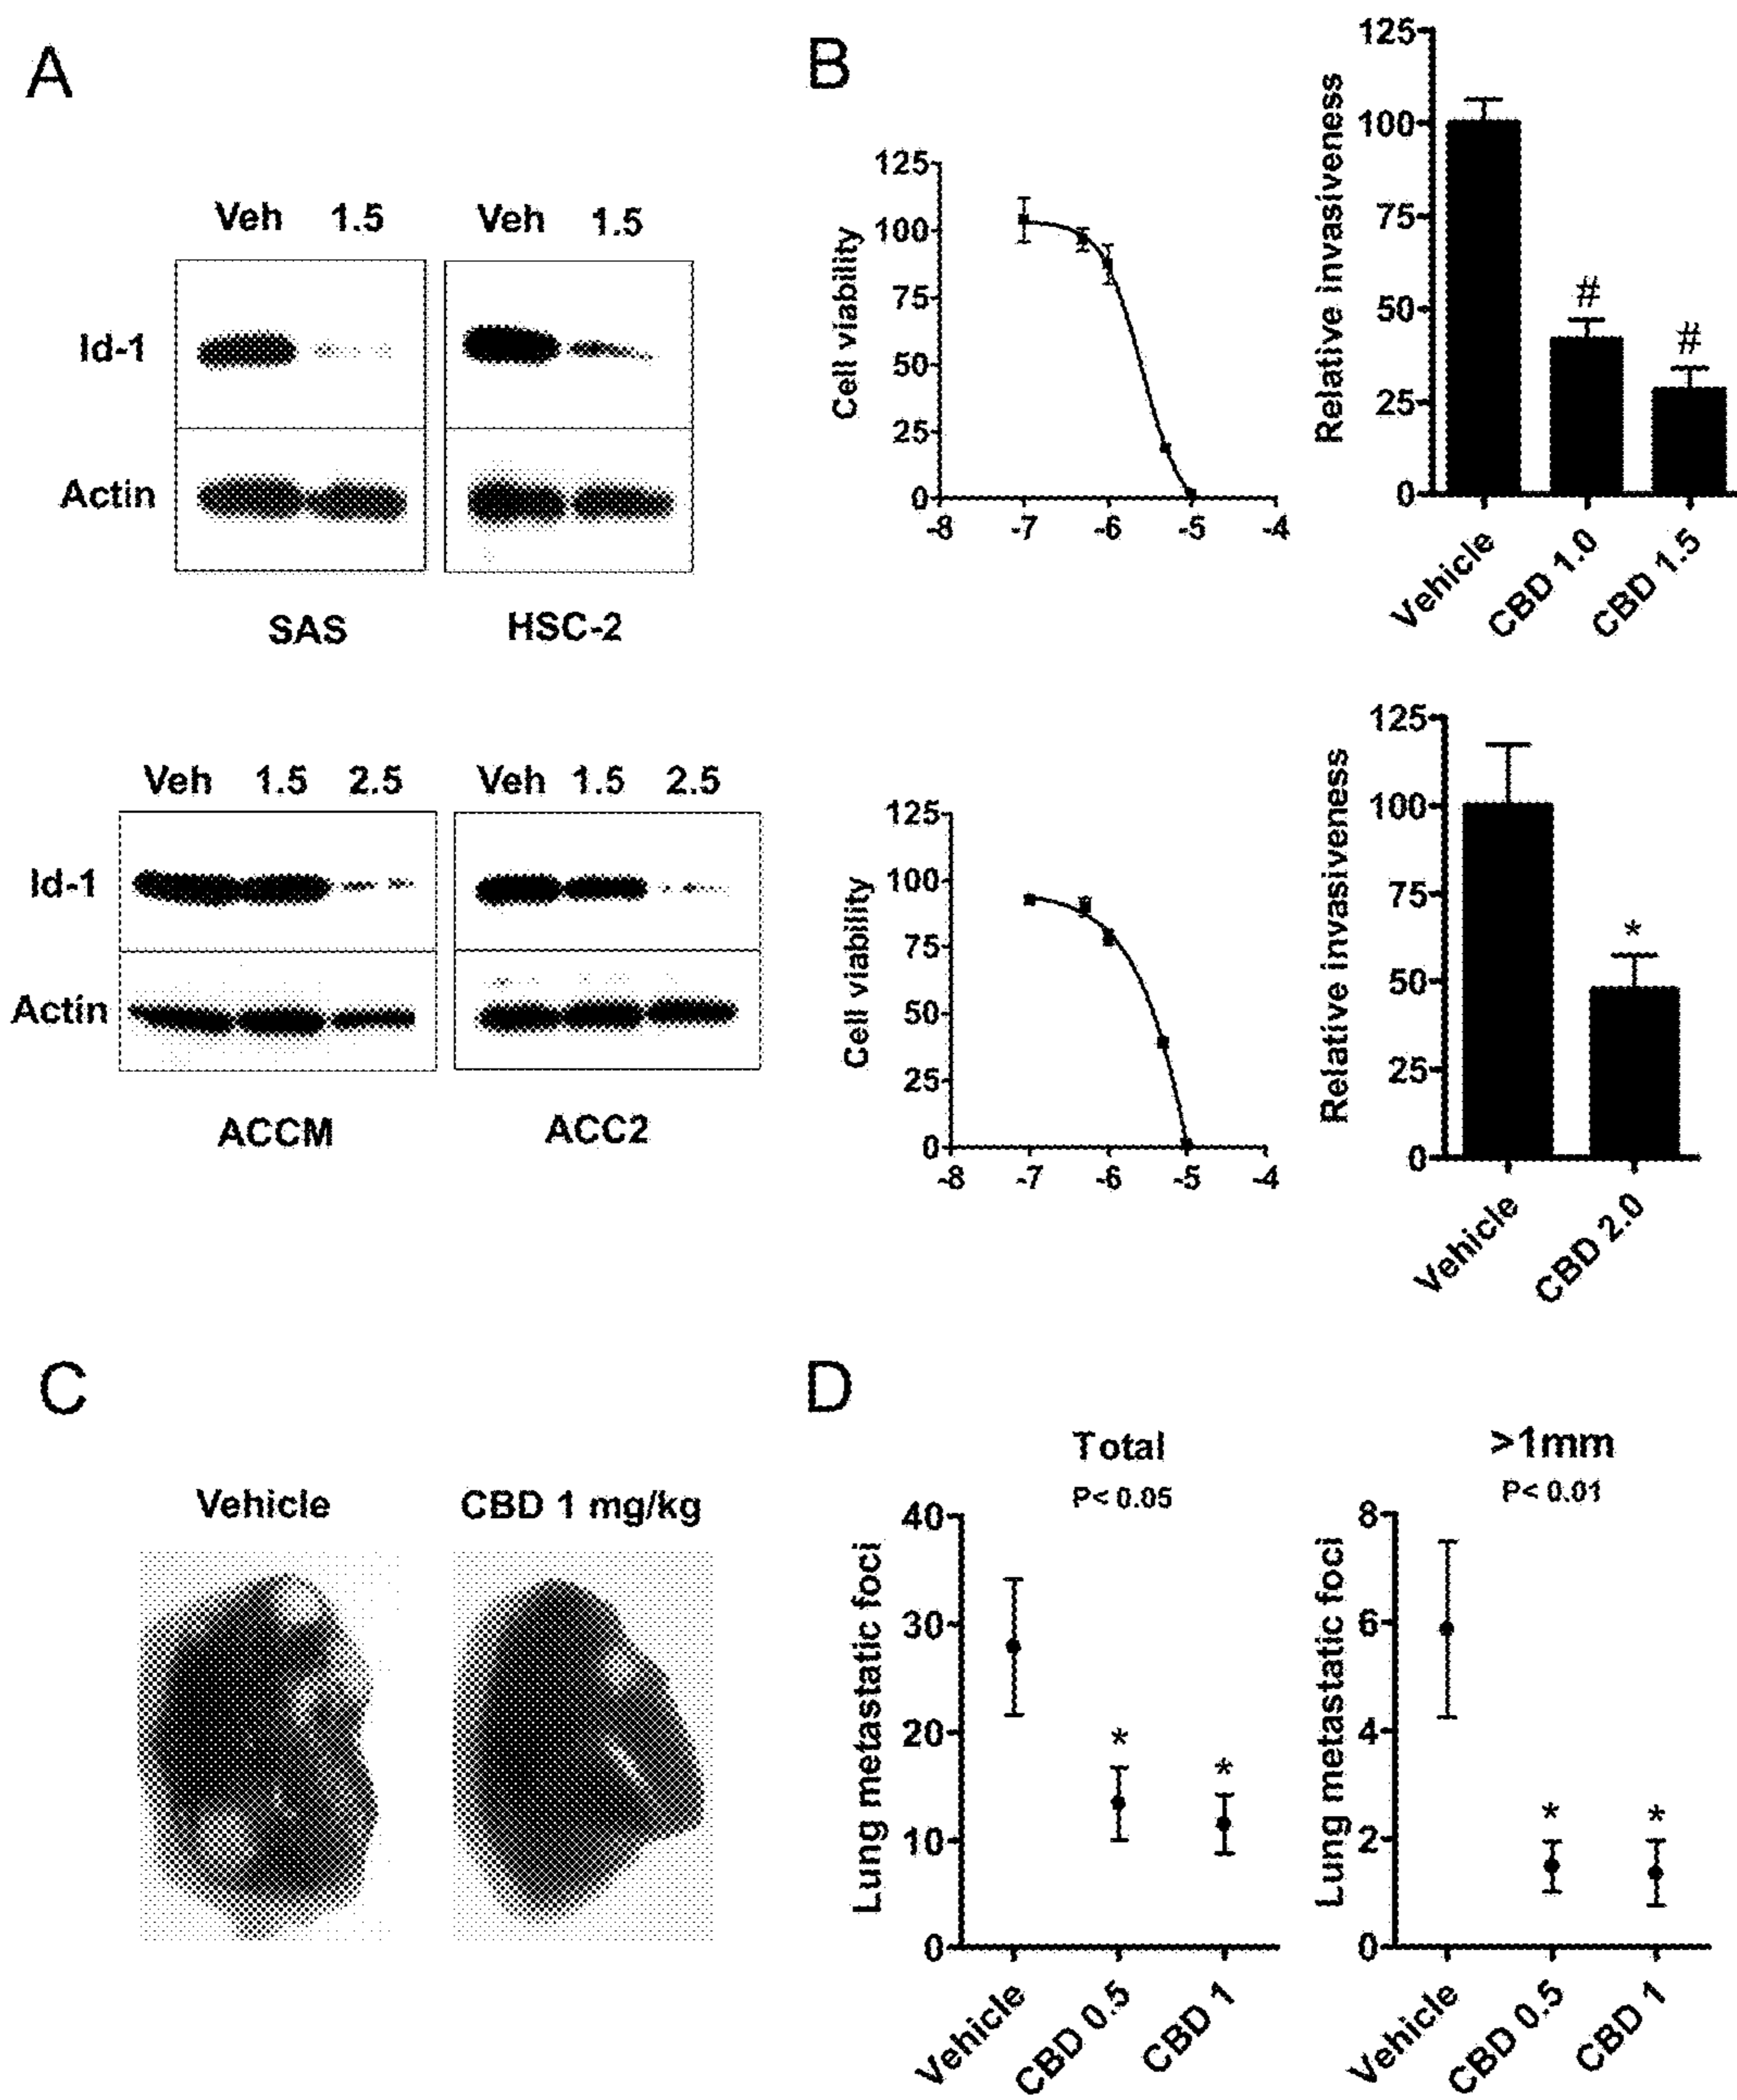 A
Veh 1.5
Veh 1.5
Id-1
Actin
SAS
HSC-2
Veh 1.5 2.5
Veh 1.5 2.5
Id-1
Actin
ACCM
ACC2
B
Cell viability
125
100
75
50
25
0
-8 -7 -6 -5 -4
Relative invasiveness
125
100
75
50
25
0
#
#
Vehicle
CBD 1.0
CBD 1.5
Cell viability
125
100
75
50
25
0
-8 -7 -6 -5 -4
Relative invasiveness
125
100
75
50
25
0
*
Vehicle
CBD 2.0
C
Vehicle
CBD 1 mg/kg
D
Total
P< 0.05
Lung metastatic foci
40
30
20
10
0
*
*
Vehicle
CBD 0.5
CBD 1
>1mm
P< 0.01
Lung metastatic foci
8
6
4
2
0
*
*
Vehicle
CBD 0.5
CBD 1